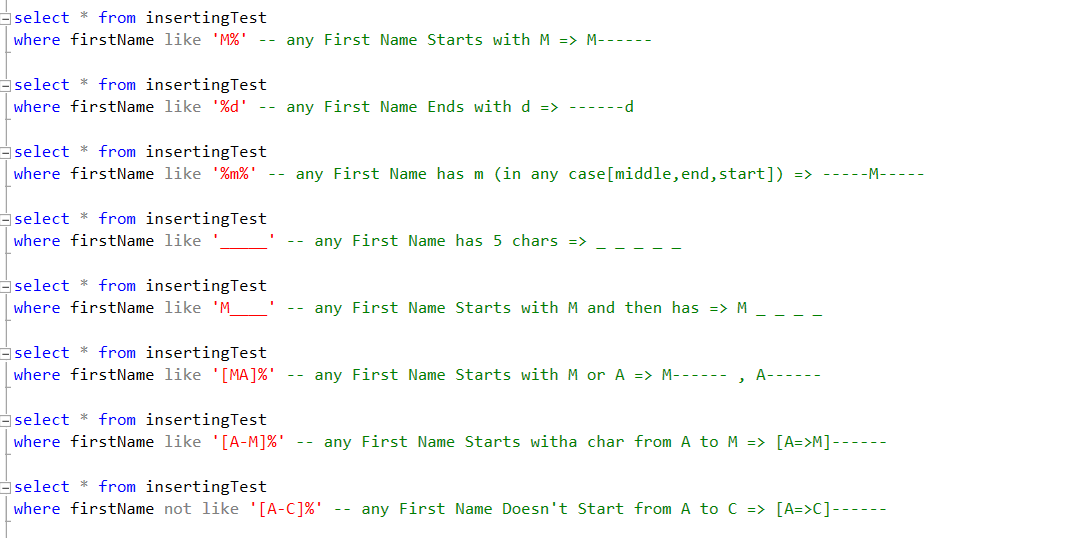 select * from insertingTest
where firstName like 'M%' -- any First Name Starts with M => M------
select * from insertingTest
where firstName like '%d' -- any First Name Ends with d => ------d
select * from insertingTest
where firstName like '%m%' -- any First Name has m (in any case[middle,end,start]) => -----M-----
select * from insertingTest
where firstName like '_____' -- any First Name has 5 chars => _ _ _ _ _
select * from insertingTest
where firstName like 'M____' -- any First Name Starts with M and then has => M _ _ _ _
select * from insertingTest
where firstName like '[MA]%' -- any First Name Starts with M or A => M------ , A------
select * from insertingTest
where firstName like '[A-M]%' -- any First Name Starts witha char from A to M => [A=>M]------
select * from insertingTest
where firstName not like '[A-C]%' -- any First Name Doesn't Start from A to C => [A=>C]------